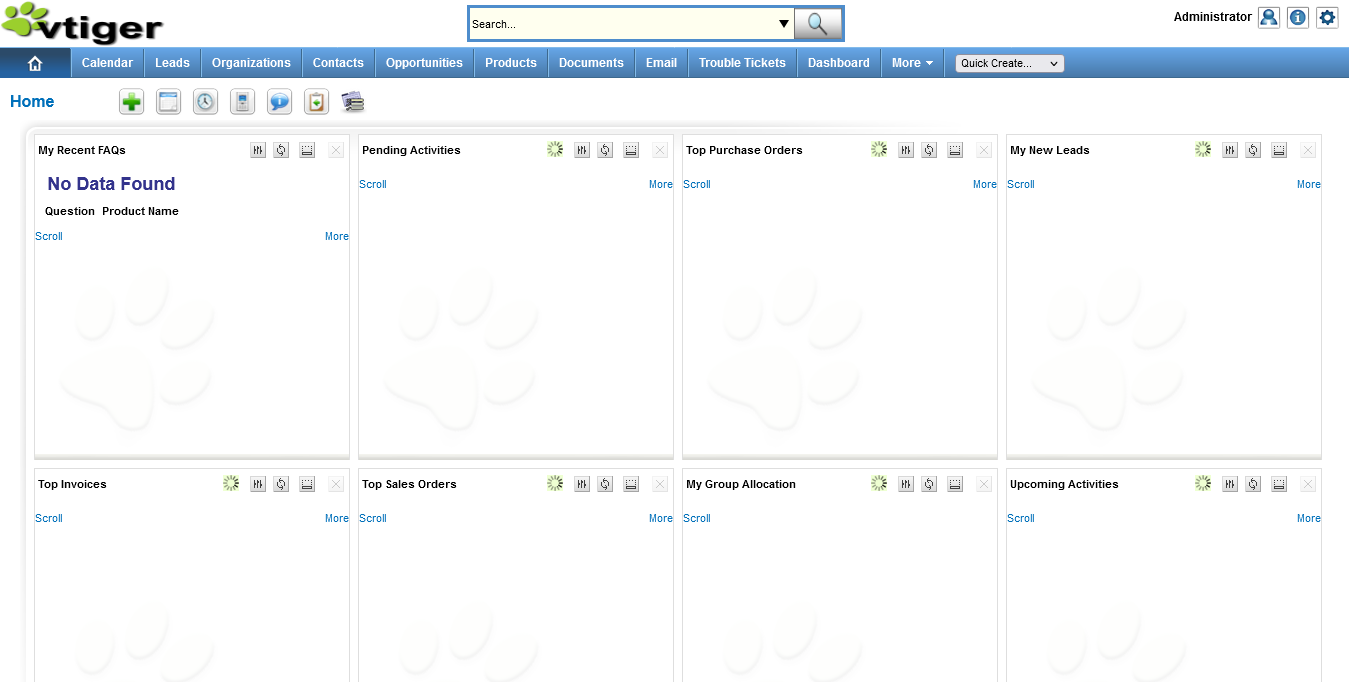 vtiger
Search...
Administrator
Calendar Leads Organizations Contacts Opportunities Products Documents Email Trouble Tickets Dashboard More Quick Create...
Home
My Recent FAQs Pending Activities Top Purchase Orders My New Leads
No Data Found
Scroll More Scroll More Scroll More
Question Product Name
Scroll More
Top Invoices Top Sales Orders My Group Allocation Upcoming Activities
Scroll More Scroll More Scroll More Scroll More